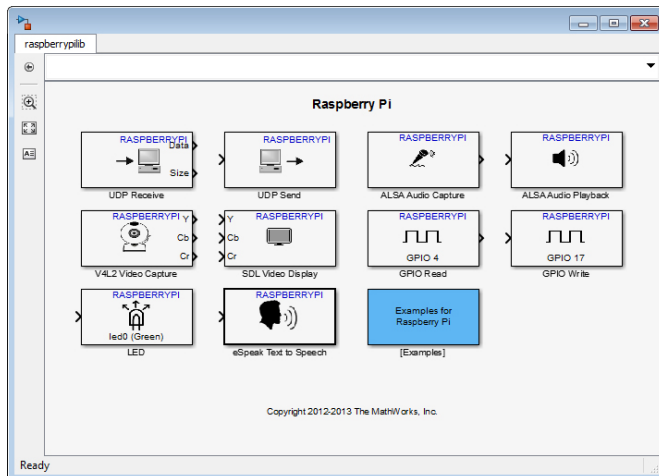 raspberrypilib
Raspberry Pi
RASPBERRYPI
Data
Size
UDP Receive
RASPBERRYPI
UDP Send
RASPBERRYPI
ALSA Audio Capture
RASPBERRYPI
ALSA Audio Playback
RASPBERRYPI
Y
Cb
Cr
V4L2 Video Capture
RASPBERRYPI
Y
Cb
Cr
SDL Video Display
RASPBERRYPI
GPIO 4
GPIO Read
RASPBERRYPI
GPIO 17
GPIO Write
RASPBERRYPI
led0 (Green)
LED
RASPBERRYPI
eSpeak Text to Speech
Examples for
Raspberry Pi
[Examples]
Copyright 2012-2013 The MathWorks, Inc.
Ready